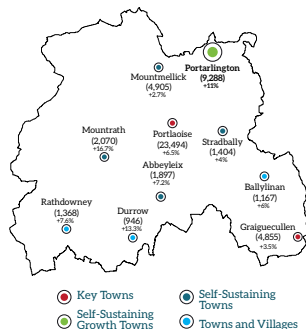 Portarlington
(9,288)
+11%
Mountmellick
(4,905)
+2.7%
Mountrath
(2,070)
+16.7%
Portlaoise
(23,494)
+6.5%
Stradbally
(1,404)
+4%
Abbeyleix
(1,897)
+7.2%
Ballylinan
(1,167)
+6%
Rathdowney
(1,368)
+7.6%
Durrow
(946)
+13.3%
Graiguecullen
(4,855)
+3.5%
Key Towns
Self-Sustaining
Towns
Self-Sustaining
Growth Towns
Towns and Villages